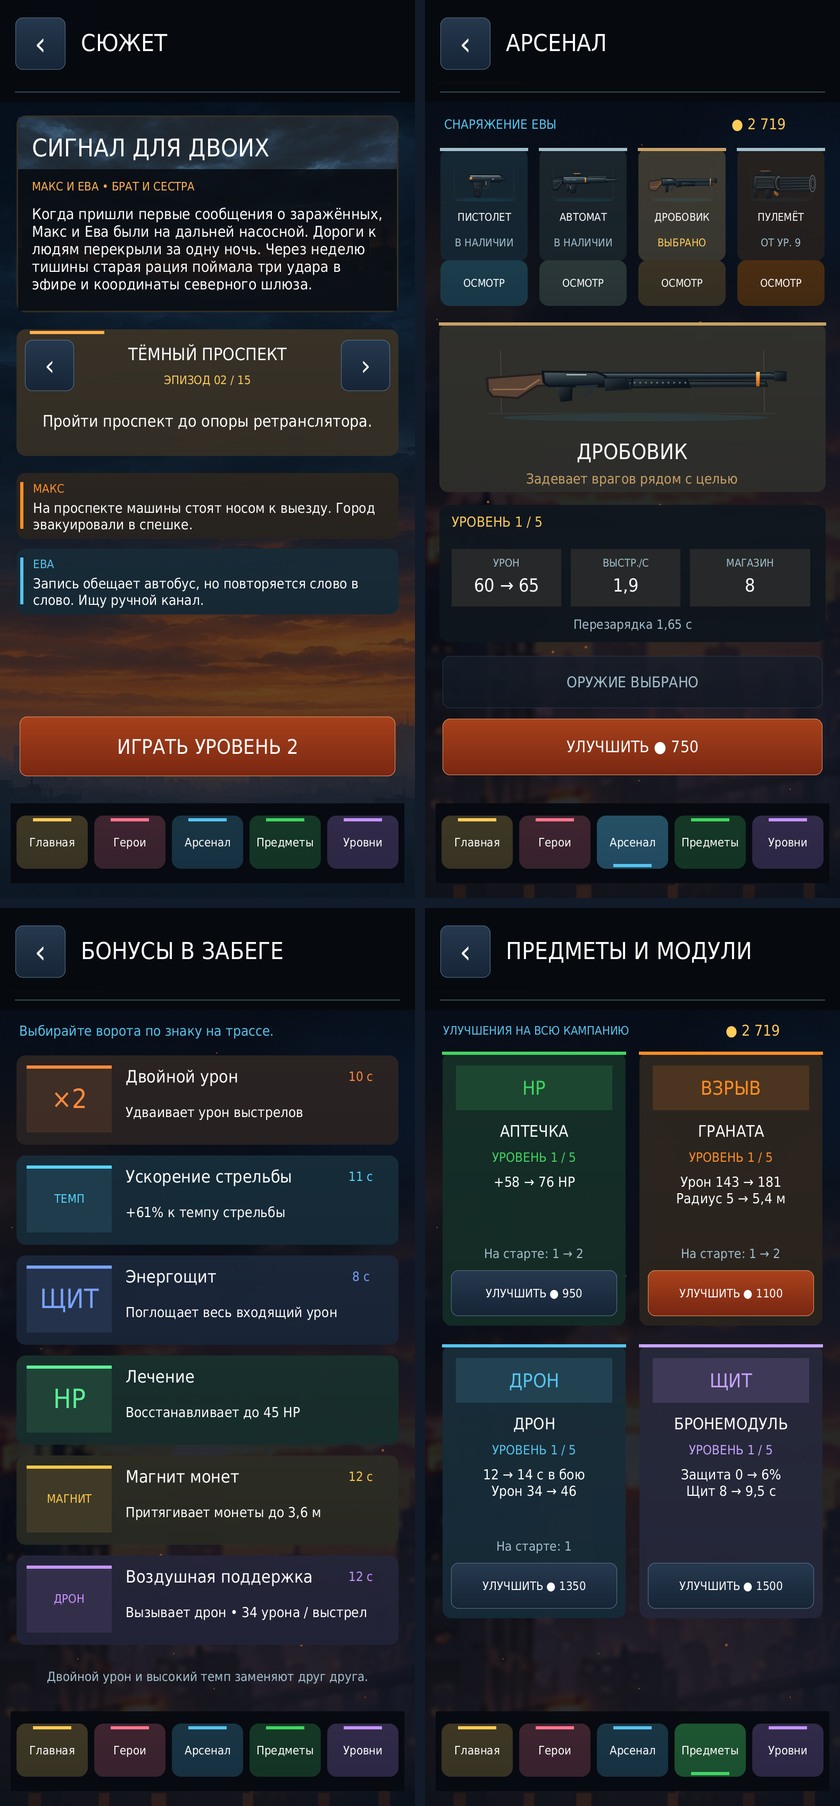 ‹ СЮЖЕТ
СИГНАЛ ДЛЯ ДВОИХ
МАКС И ЕВА • БРАТ И СЕСТРА
Когда пришли первые сообщения о заражённых,
Макс и Ева были на дальней насосной. Дороги к
людям перекрыли за одну ночь. Через неделю
тишины старая рация поймала три удара в
эфире и координаты северного шлюза.
‹ ТЁМНЫЙ ПРОСПЕКТ ›
ЭПИЗОД 02 / 15
Пройти проспект до опоры ретранслятора.
МАКС
На проспекте машины стоят носом к выезду. Город
эвакуировали в спешке.
ЕВА
Запись обещает автобус, но повторяется слово в
слово. Ищу ручной канал.
ИГРАТЬ УРОВЕНЬ 2
Главная Герои Арсенал Предметы Уровни
‹ АРСЕНАЛ
СНАРЯЖЕНИЕ ЕВЫ ● 2 719
ПИСТОЛЕТ АВТОМАТ ДРОБОВИК ПУЛЕМЁТ
В НАЛИЧИИ В НАЛИЧИИ ВЫБРАНО ОТ УР. 9
ОСМОТР ОСМОТР ОСМОТР ОСМОТР
ДРОБОВИК
Задевает врагов рядом с целью
УРОВЕНЬ 1 / 5
УРОН ВЫСТР./С МАГАЗИН
60 → 65 1,9 8
Перезарядка 1,65 с
ОРУЖИЕ ВЫБРАНО
УЛУЧШИТЬ ● 750
Главная Герои Арсенал Предметы Уровни
‹ БОНУСЫ В ЗАБЕГЕ
Выбирайте ворота по знаку на трассе.
×2 Двойной урон 10 с
Удваивает урон выстрелов
ТЕМП Ускорение стрельбы 11 с
+61% к темпу стрельбы
ЩИТ Энергощит 8 с
Поглощает весь входящий урон
HP Лечение
Восстанавливает до 45 HP
МАГНИТ Магнит монет 12 с
Притягивает монеты до 3,6 м
ДРОН Воздушная поддержка 12 с
Вызывает дрон • 34 урона / выстрел
Двойной урон и высокий темп заменяют друг друга.
Главная Герои Арсенал Предметы Уровни
‹ ПРЕДМЕТЫ И МОДУЛИ
УЛУЧШЕНИЯ НА ВСЮ КАМПАНИЮ ● 2 719
HP
АПТЕЧКА
УРОВЕНЬ 1 / 5
+58 → 76 HP
На старте: 1 → 2
УЛУЧШИТЬ ● 950
ВЗРЫВ
ГРАНАТА
УРОВЕНЬ 1 / 5
Урон 143 → 181
Радиус 5 → 5,4 м
На старте: 1 → 2
УЛУЧШИТЬ ● 1100
ДРОН
ДРОН
УРОВЕНЬ 1 / 5
12 → 14 с в бою
Урон 34 → 46
На старте: 1
УЛУЧШИТЬ ● 1350
ЩИТ
БРОНЕМОДУЛЬ
УРОВЕНЬ 1 / 5
Защита 0 → 6%
Щит 8 → 9,5 с
УЛУЧШИТЬ ● 1500
Главная Герои Арсенал Предметы Уровни